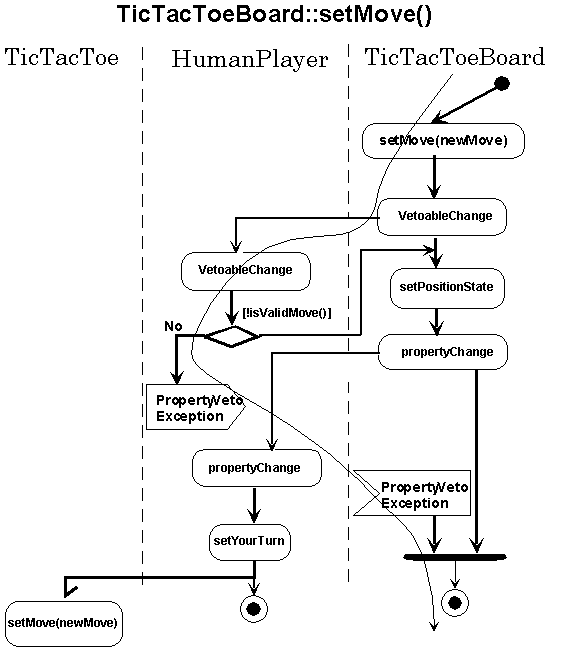 TicTacToeBoard::setMove()
TicTacToe
HumanPlayer
TicTacToeBoard
setMove(newMove)
VetoableChange
VetoableChange
setPositionState
[!isValidMove()]
No
propertyChange
PropertyVeto
Exception
propertyChange
PropertyVeto
Exception
setYourTurn
setMove(newMove)